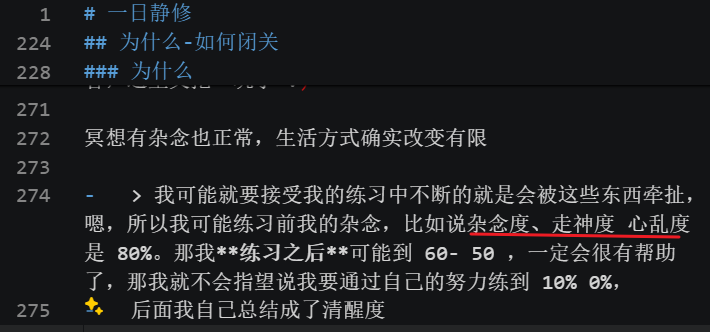 1 # 一日静修
224 ## 为什么-如何闭关
228 ### 为什么
271
272 冥想有杂念也正常，生活方式确实改变有限
273
274 -   > 我可能就要接受我的练习中不断的就是会被这些东西牵扯，
嗯，所以我可能练习前我的杂念，比如说杂念度、走神度 心乱度
是 80%。那我**练习之后**可能到 60- 50 ，一定会很有帮助
了，那我就不会指望说我要通过自己的努力练到 10% 0%，
275 后面我自己总结成了清醒度